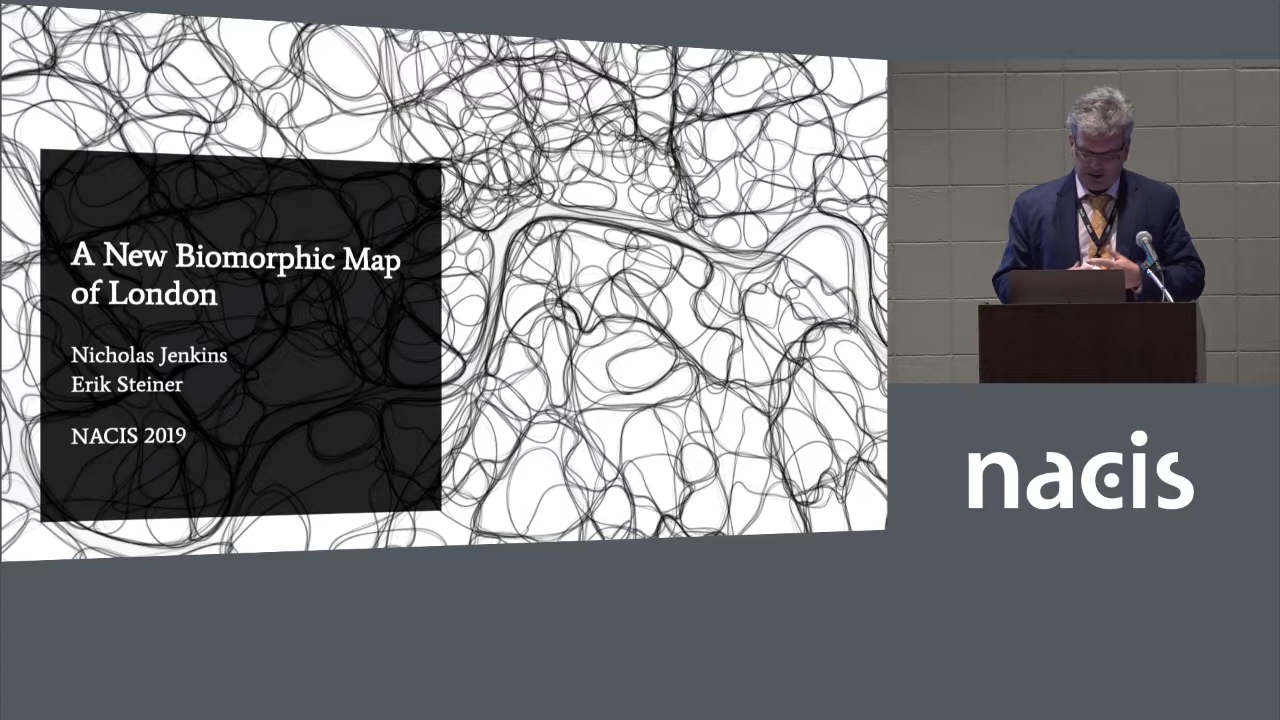 A New Biomorphic Map
of London
Nicholas Jenkins
Erik Steiner
NACIS 2019
nacis